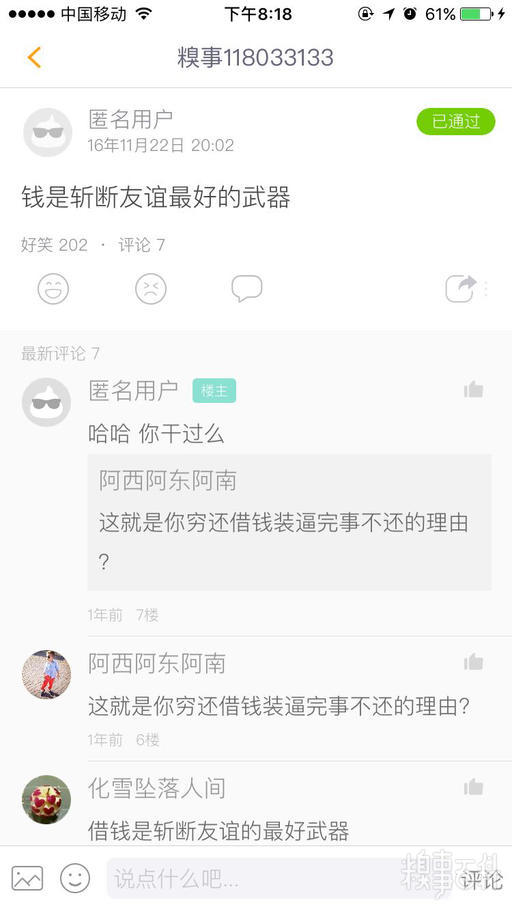 中国移动
下午8:18
61%
糗事118033133
匿名用户
已通过
16年11月22日 20:02
钱是斩断友谊最好的武器
好笑 202 · 评论 7
最新评论 7
匿名用户
楼主
哈哈 你干过么
阿西阿东阿南
这就是你穷还借钱装逼完事不还的理由
？
1年前 7楼
阿西阿东阿南
这就是你穷还借钱装逼完事不还的理由？
1年前 6楼
化雪坠落人间
借钱是斩断友谊的最好武器
说点什么吧...
评论
糗事百科